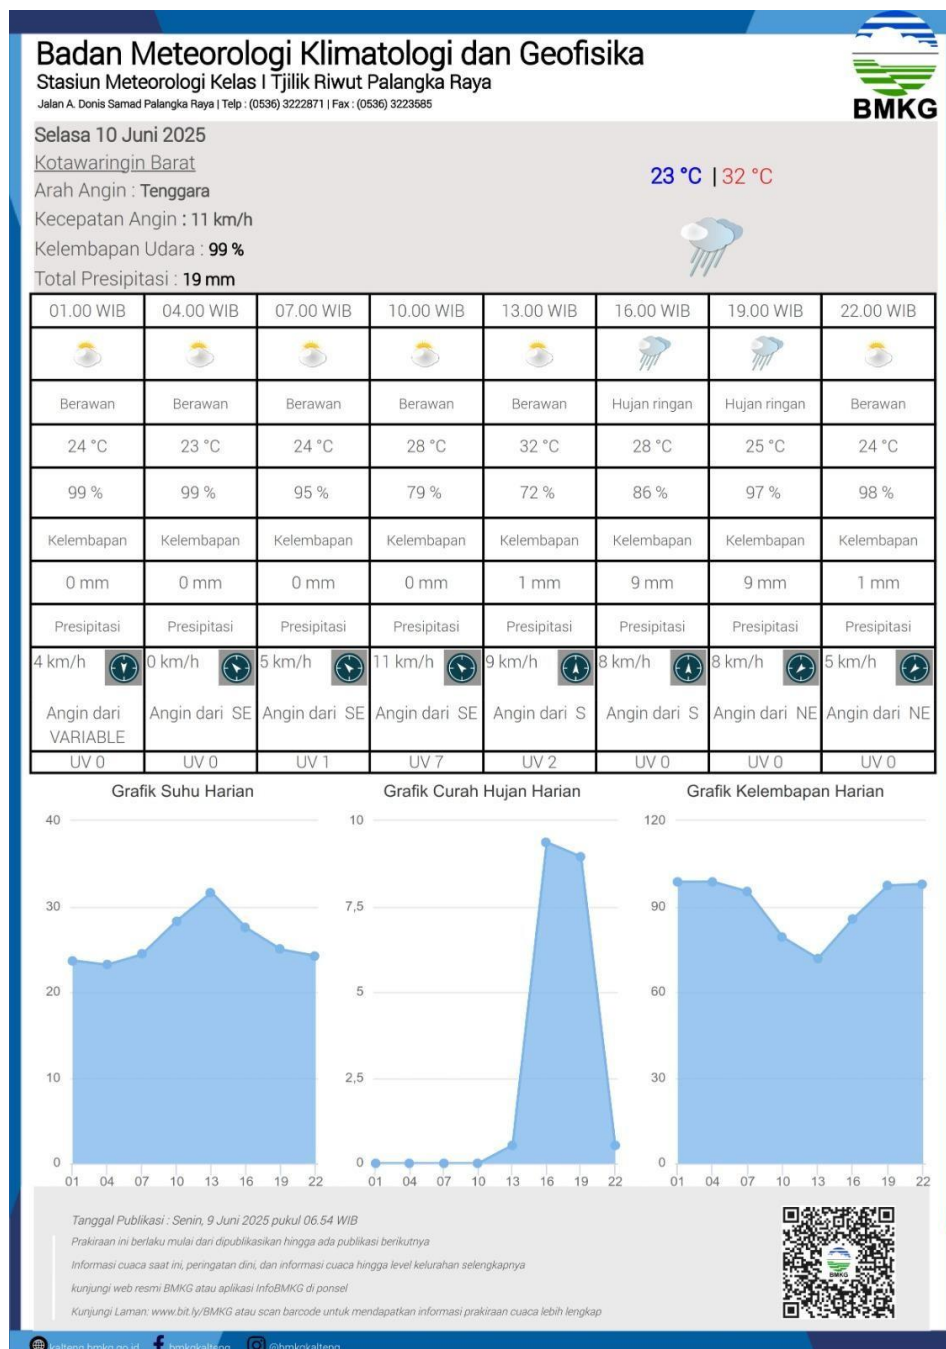 Badan Meteorologi Klimatologi dan Geofisika
Stasiun Meteorologi Kelas I Tjilik Riwut Palangka Raya
Jalan A. Donis Samad Palangka Raya | Telp : (0536) 3222871 | Fax : (0536) 3223585
BMKG
Selasa 10 Juni 2025
Kotawaringin Barat
23 °C | 32 °C
Arah Angin : Tenggara
Kecepatan Angin : 11 km/h
Kelembapan Udara : 99 %
Total Presipitasi : 19 mm
01.00 WIB 04.00 WIB 07.00 WIB 10.00 WIB 13.00 WIB 16.00 WIB 19.00 WIB 22.00 WIB
Berawan Berawan Berawan Berawan Berawan Hujan ringan Hujan ringan Berawan
24 °C 23 °C 24 °C 28 °C 32 °C 28 °C 25 °C 24 °C
99 % 99 % 95 % 79 % 72 % 86 % 97 % 98 %
Kelembapan Kelembapan Kelembapan Kelembapan Kelembapan Kelembapan Kelembapan Kelembapan
0 mm 0 mm 0 mm 0 mm 1 mm 9 mm 9 mm 1 mm
Presipitasi Presipitasi Presipitasi Presipitasi Presipitasi Presipitasi Presipitasi Presipitasi
4 km/h 0 km/h 5 km/h 11 km/h 9 km/h 8 km/h 8 km/h 5 km/h
Angin dari VARIABLE Angin dari SE Angin dari SE Angin dari SE Angin dari S Angin dari S Angin dari NE Angin dari NE
UV 0 UV 0 UV 1 UV 7 UV 2 UV 0 UV 0 UV 0
Grafik Suhu Harian
40
30
20
10
0
01 04 07 10 13 16 19 22
Grafik Curah Hujan Harian
10
7,5
5
2,5
0
01 04 07 10 13 16 19 22
Grafik Kelembapan Harian
120
90
60
30
0
01 04 07 10 13 16 19 22
Tanggal Publikasi : Senin, 9 Juni 2025 pukul 06.54 WIB
Prakiraan ini berlaku mulai dari dipublikasikan hingga ada publikasi berikutnya
Informasi cuaca saat ini, peringatan dini, dan informasi cuaca hingga level kelurahan selengkapnya
kunjungi web resmi BMKG atau aplikasi InfoBMKG di ponsel
Kunjungi Laman: www.bit.ly/BMKG atau scan barcode untuk mendapatkan informasi prakiraan cuaca lebih lengkap
BMKG
kalteng.bmkg.go.id bmkgkalteng @bmkgkalteng